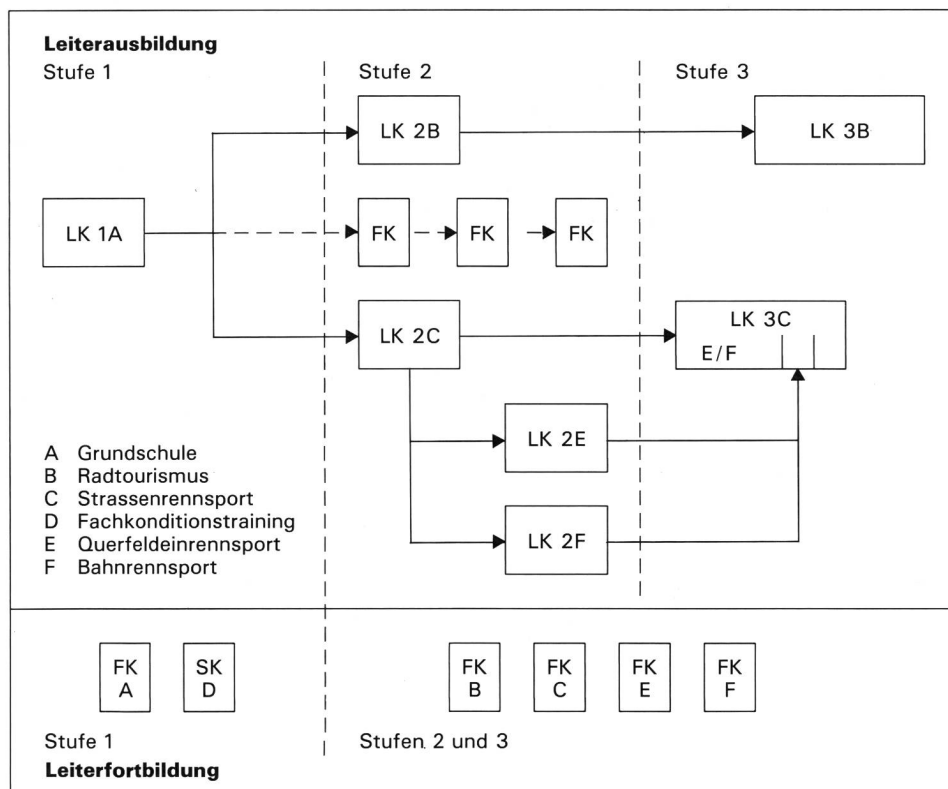 Leiterausbildung
Stufe 1
Stufe 2
Stufe 3
LK 2B
LK 3B
LK 1A
FK
FK
FK
LK 2C
LK 3C
E/F
LK 2E
LK 2F
A Grundschule
B Radtourismus
C Strassenrennsport
D Fachkonditionstraining
E Querfeldeinrennsport
F Bahnrennsport
FK
A
SK
D
FK
B
FK
C
FK
E
FK
F
Stufe 1
Stufen 2 und 3
Leiterfortbildung